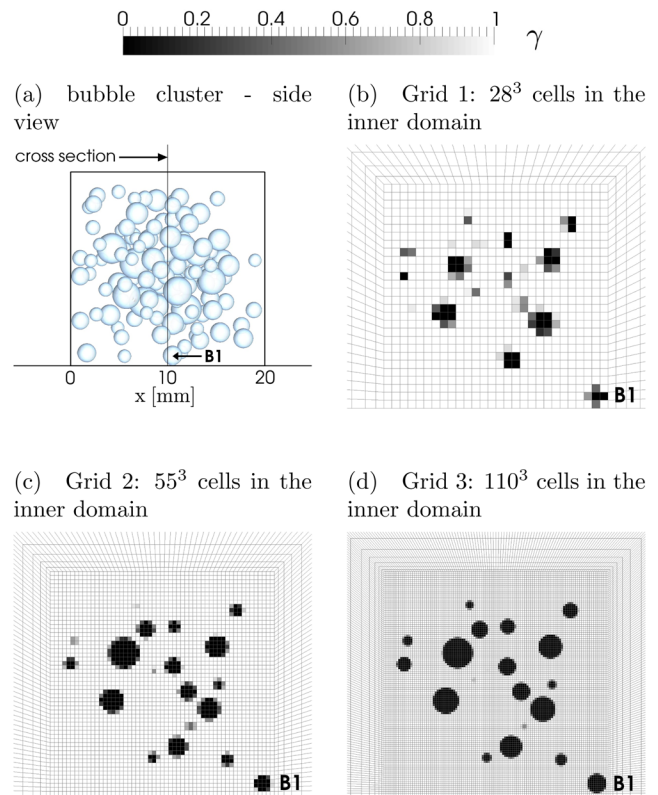 0 0.2 0.4 0.6 0.8 1
γ
(a) bubble cluster - side
view
(b) Grid 1: 28³ cells in the
inner domain
cross section
B1
0 10 20
x [mm]
B1
(c) Grid 2: 55³ cells in the
inner domain
(d) Grid 3: 110³ cells in the
inner domain
B1
B1